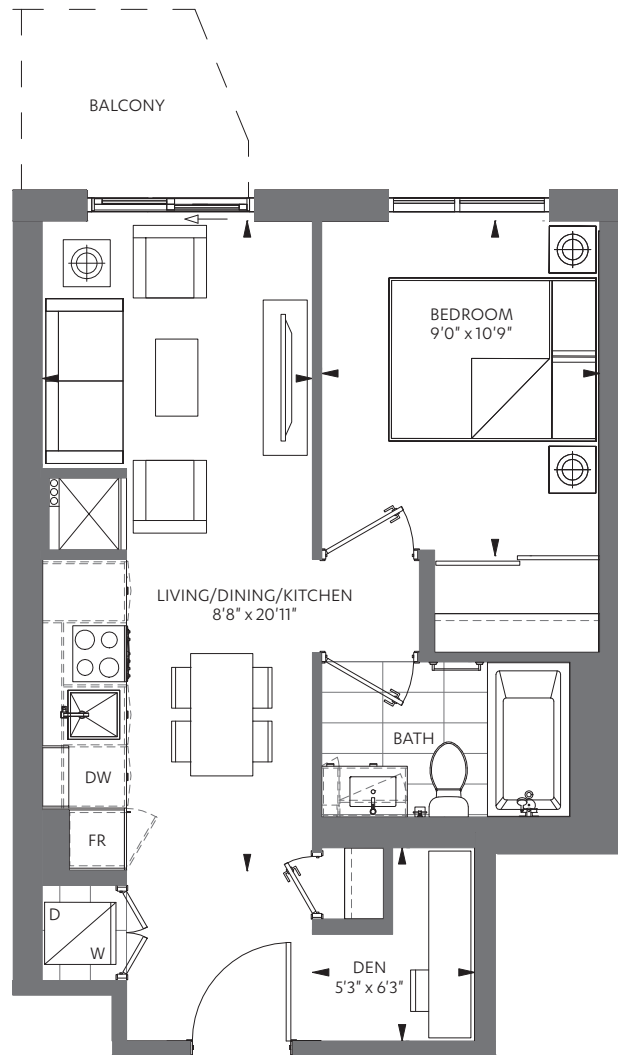 BALCONY
BEDROOM
9'0" x 10'9"
LIVING/DINING/KITCHEN
8'8" x 20'11"
BATH
DW
FR
D
W
DEN
5'3" x 6'3"